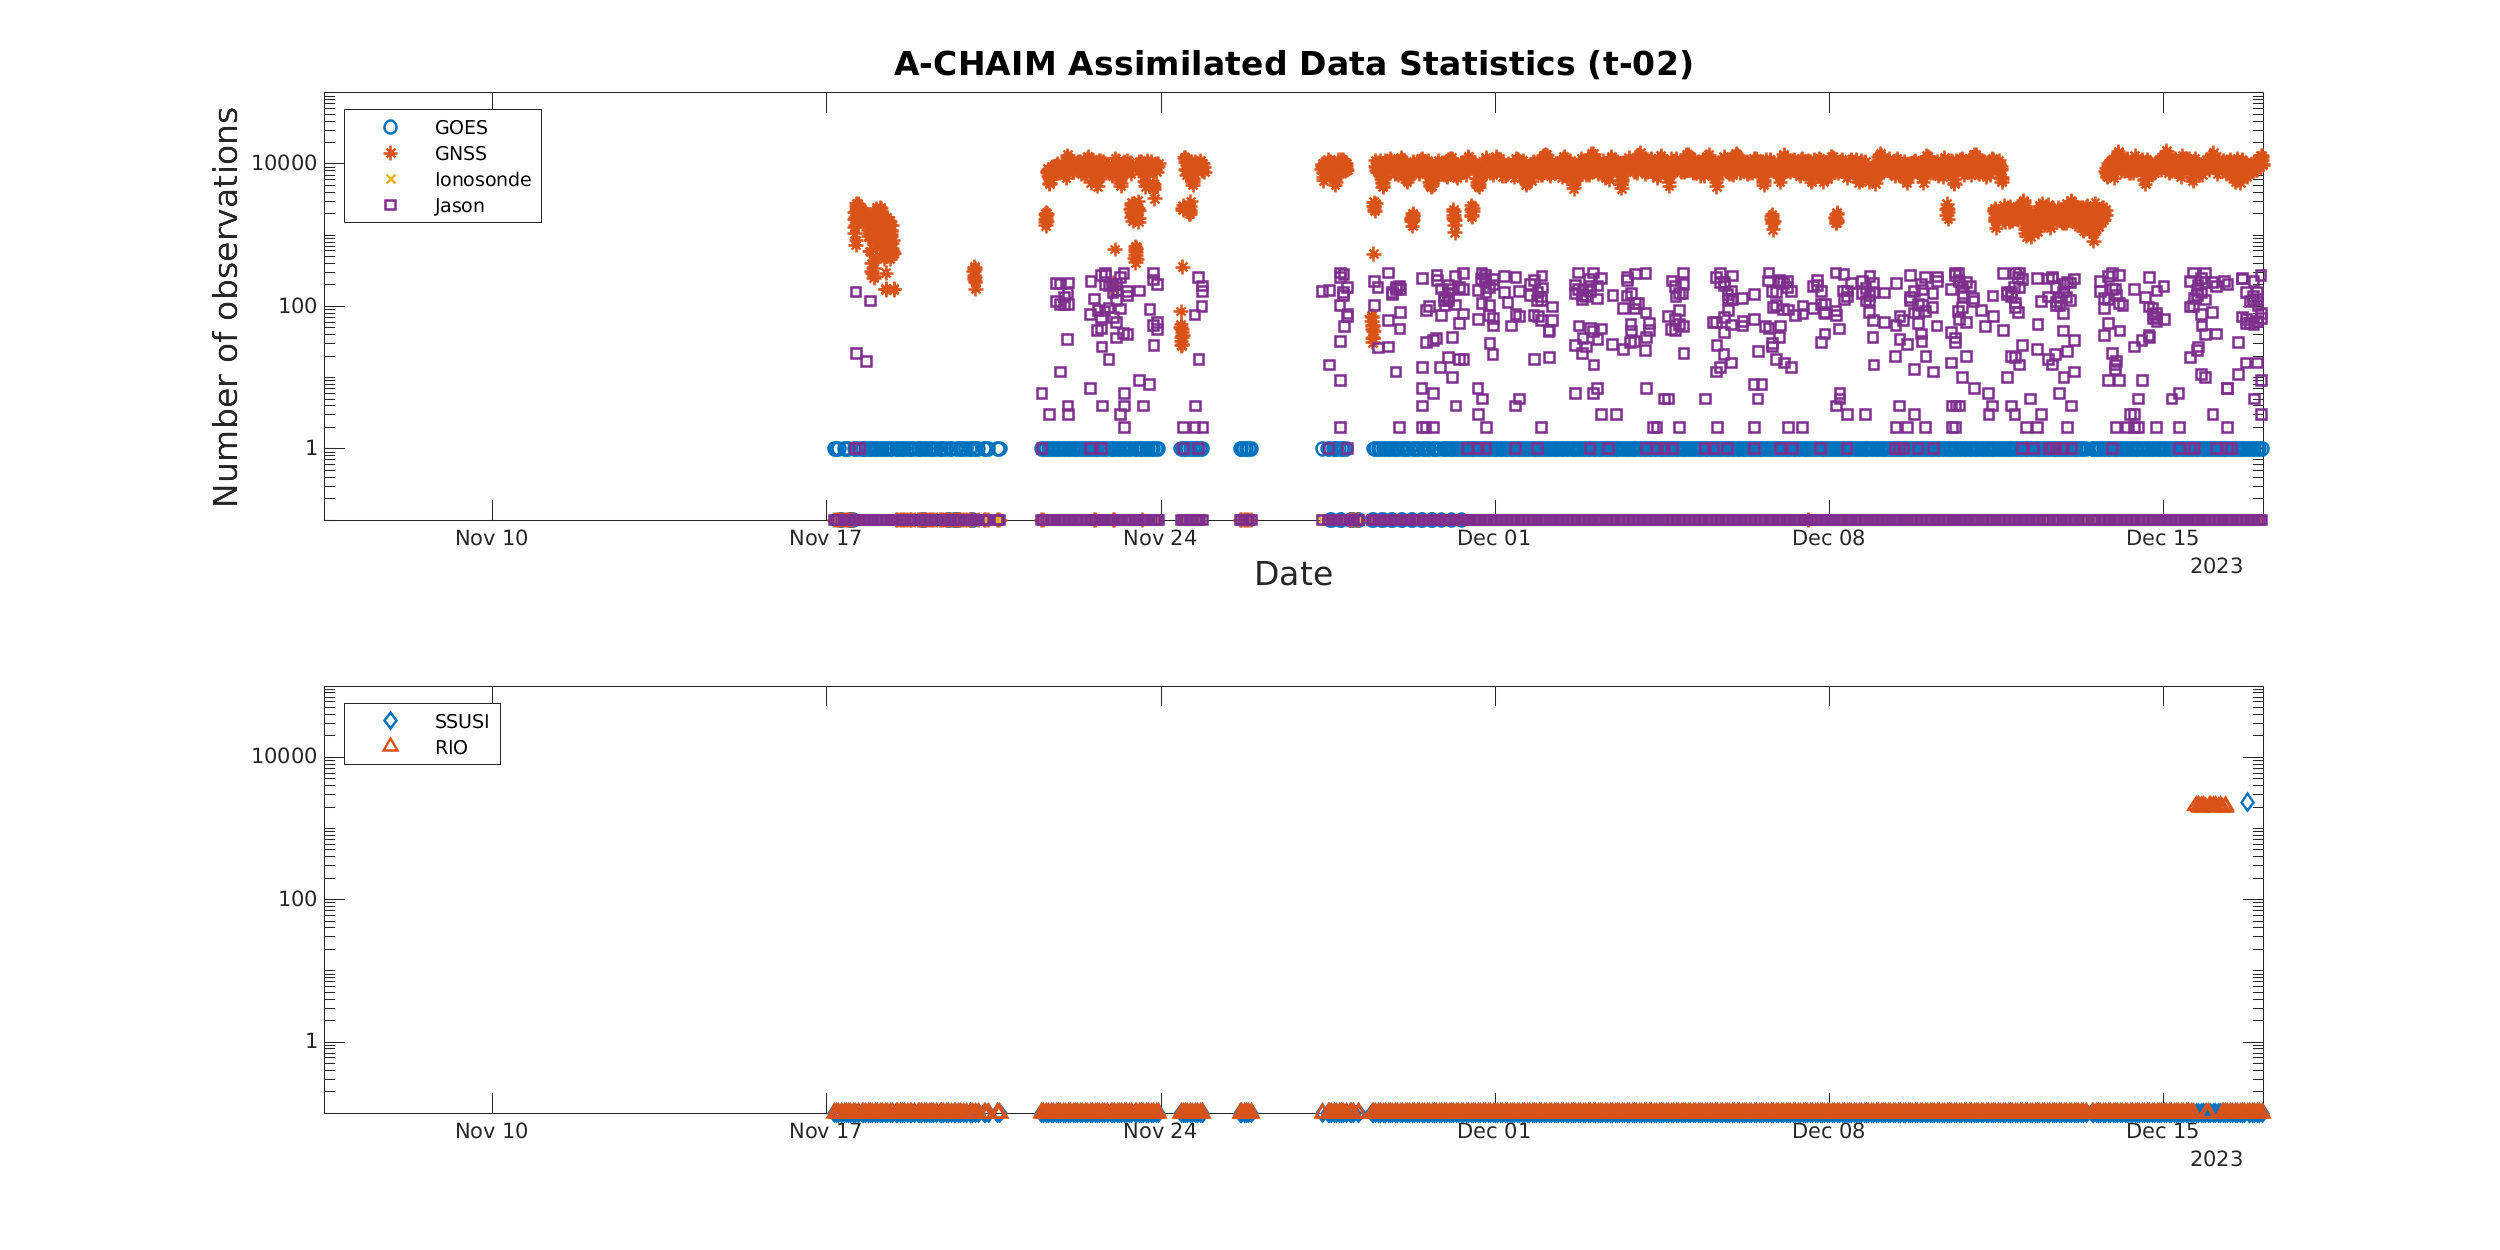 A-CHAIM Assimilated Data Statistics (t-02)
Number of observations
GOES
GNSS
Ionosonde
Jason
10000
100
1
Nov 10 Nov 17 Nov 24 Dec 01 Dec 08 Dec 15
2023
Date
SSUSI
RIO
10000
100
1
Nov 10 Nov 17 Nov 24 Dec 01 Dec 08 Dec 15
2023